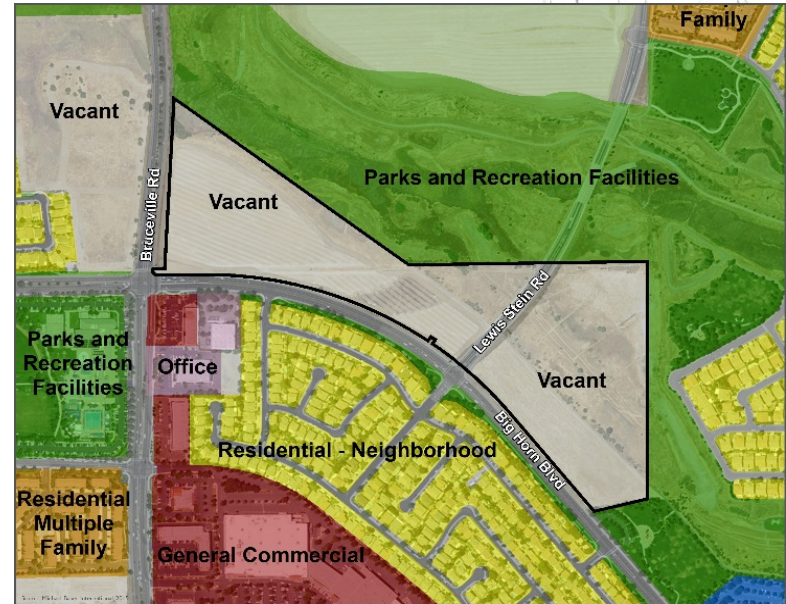 Family
Vacant
Bruceville Rd
Parks and Recreation Facilities
Vacant
Lewis Stein Rd
Parks and
Recreation
Facilities
Office
Vacant
Big Horn Blvd
Residential - Neighborhood
Residential
Multiple
Family
General Commercial